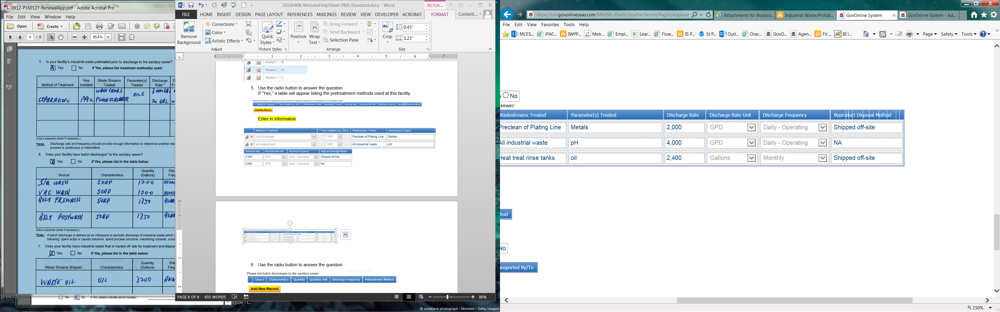 0912-P160127-RenewalApp.pdf - Adobe Acrobat Pro
File Edit View Window Help
Open Create
4 / 8 85.8%
5. Is your facility's industrial waste pretreated prior to discharge to the sanitary sewer?
X Yes No If Yes, please list treatment method(s) used:
Method of Treatment Year Installed Waste Streams Treated Parameter(s) Treated Discharge Rate *
SEPARATION 1992 WASH TANKS FLOOR SCRUBBER OILS 3000 GAL 20 GAL
(Use a separate sheet if necessary.)
*Note: Discharge rate and frequency should provide enough information to determine whether disc
process is continuous or intermittent.
6. Does your facility have batch discharges* to the sanitary sewer?
X Yes No If Yes, please list in the table below:
Source Characteristics Quantity (Gallons) Disc Freq
I/Q WASH SOAP 1200 MON
VAC WASH SOAP 1000 MON
BELT PREWASH SOAP 1350 QUAR
BELT POSTWASH SOAP 1350 QUAR
(Use a separate sheet if necessary.)
*Note: A batch discharge is defined as an infrequent or periodic discharge of industrial waste which i
following: spent acids or caustic solutions, spent process solutions, machining coolants, conc
7. Does your facility have industrial waste that is hauled off-site for treatment and dispos
X Yes No If Yes, please list in the table below:
Waste Streams Shipped Characteristics Quantity (Gallons) Shi Freq
WASTE OIL OIL 3200 ANN
Yes No If Yes, please indicate permit number:
gion - I...
20160408-WebsiteHelpSheet-PRA-Standard.docx - Word
PICTUR...
FILE HOME INSERT DESIGN PAGE LAYOUT REFERENCES MAILINGS REVIEW VIEW DEVELOPER ACROBAT FORMAT Corbeill...
Remove Background
Corrections
Color
Artistic Effects
Adjust
Quick Styles
Picture Styles
Position
Wrap Text
Bring Forward
Send Backward
Selection Pane
Arrange
Crop
0.45"
3.23"
Size
Process 1 50
Process 2 10
Process 3 5
5. Use the radio button to answer the question.
If "Yes," a table will appear listing the pretreatment methods used at this facility.
Please list treatment method(s) used to pretreat industrial waste prior to discharge to the sanitary sewer:
Method of Treatment * Year Installed (e.g. 2015) Wastestreams Treated Parameter(s) Treated Discharge Rate Discharge Rate Unit Discharge Frequency Byproduct Disposal Method
Add New Record
Enter in information
Method of Treatment * Year Installed (e.g. 2015) Wastestreams Treated Parameter(s) Treated
Ion Exchange 1991 Preclean of Plating Line Metals
pH Adjustment 1991 All industrial waste pH
Discharge Rate Discharge Rate Unit Discharge Frequency Byproduct Disposal Method
2,000 GPD Daily - Operating Shipped off-site
4,000 GPD Daily - Operating NA
6. Use the radio button to answer the question
Please list batch discharges to the sanitary sewer:
Source Characteristics Quantity Quantity Unit Discharge Frequency Pretreatment Method
Add New Record
PAGE 8 OF 9 655 WORDS 80%
© coolbiere photograph / Moment / Getty Images
https://uat.govonlinesaas.com/MN/SPL/Public/GovEnt/Permit/Pages/Applicat
Attachments for Bodyco... Industrial Waste/Polluti... GovOnline System GovOnline System - Ad...
File Edit View Favorites Tools Help
MCES... iPAC... IWPP... Metr... Empl... Lear... Flow... IS P... St P... Outl... Orac... GovO... Agen... Fit ... BI I... Page Safety Tools
s No
sewer:
Wastestreams Treated Parameter(s) Treated Discharge Rate Discharge Rate Unit Discharge Frequency Byproduct Disposal Method
Preclean of Plating Line Metals 2,000 GPD Daily - Operating Shipped off-site
All industrial waste pH 4,000 GPD Daily - Operating NA
Heat treat rinse tanks oil 2,400 Gallons Monthly Shipped off-site
hod
No
ansported By/To
150%